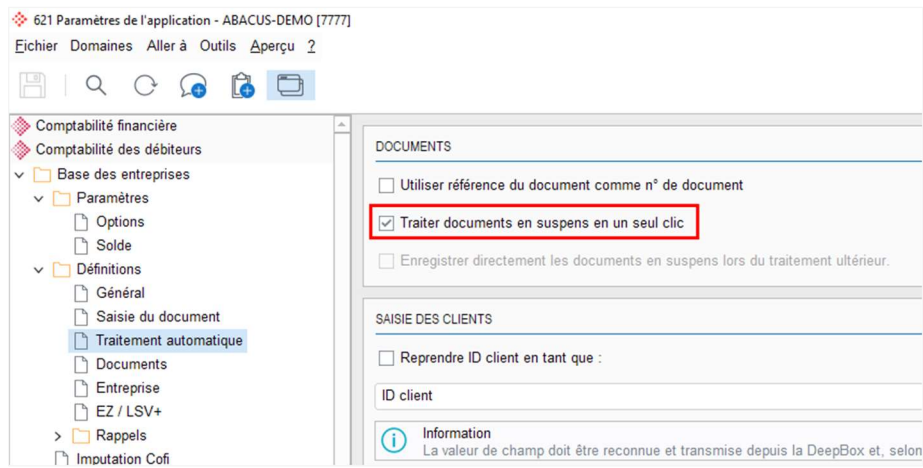 621 Paramètres de l'application - ABACUS-DEMO [7777]
Fichier Domaines Aller à Outils Aperçu ?
Comptabilité financière
Comptabilité des débiteurs
Base des entreprises
Paramètres
Options
Solde
Définitions
Général
Saisie du document
Traitement automatique
Documents
Entreprise
EZ / LSV+
Rappels
Imputation Cofi
DOCUMENTS
Utiliser référence du document comme n° de document
Traiter documents en suspens en un seul clic
Enregistrer directement les documents en suspens lors du traitement ultérieur.
SAISIE DES CLIENTS
Reprendre ID client en tant que :
ID client
Information
La valeur de champ doit être reconnue et transmise depuis la DeepBox et, selon